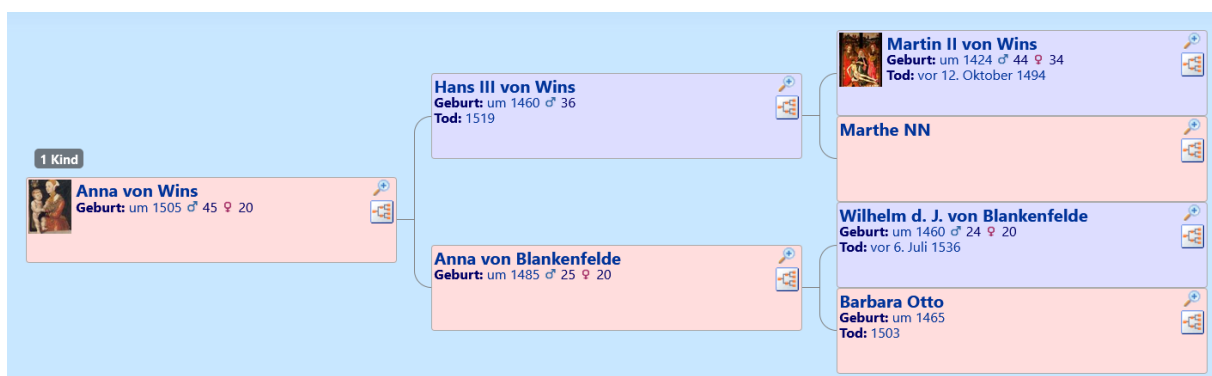 1 Kind
Anna von Wins
Geburt: um 1505 ♂ 45 ♀ 20
Hans III von Wins
Geburt: um 1460 ♂ 36
Tod: 1519
Anna von Blankenfelde
Geburt: um 1485 ♂ 25 ♀ 20
Martin II von Wins
Geburt: um 1424 ♂ 44 ♀ 34
Tod: vor 12. Oktober 1494
Marthe NN
Wilhelm d. J. von Blankenfelde
Geburt: um 1460 ♂ 24 ♀ 20
Tod: vor 6. Juli 1536
Barbara Otto
Geburt: um 1465
Tod: 1503